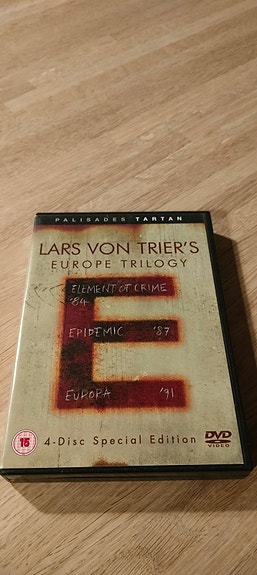 PALISADES TARTAN
LARS VON TRIER'S
EUROPE TRILOGY
ELEMENT OF CRIME
'84
EPIDEMIC '87
EUROPA '91
15
4-Disc Special Edition
DVD
VIDEO